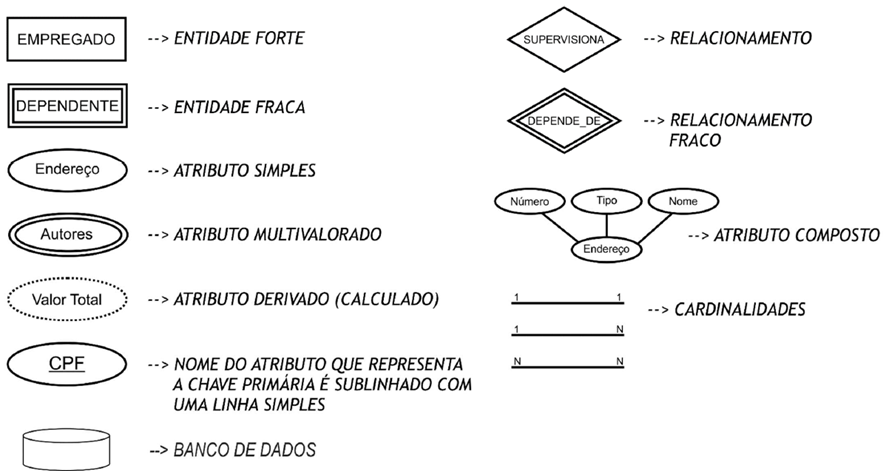 EMPREGADO --> ENTIDADE FORTE
DEPENDENTE --> ENTIDADE FRACA
Endereço --> ATRIBUTO SIMPLES
Autores --> ATRIBUTO MULTIVALORADO
Valor Total --> ATRIBUTO DERIVADO (CALCULADO)
CPF --> NOME DO ATRIBUTO QUE REPRESENTA
A CHAVE PRIMÁRIA É SUBLINHADO COM
UMA LINHA SIMPLES
--> BANCO DE DADOS
SUPERVISIONA --> RELACIONAMENTO
DEPENDE_DE --> RELACIONAMENTO
FRACO
Número Tipo Nome
Endereço --> ATRIBUTO COMPOSTO
1 1 --> CARDINALIDADES
1 N
N N